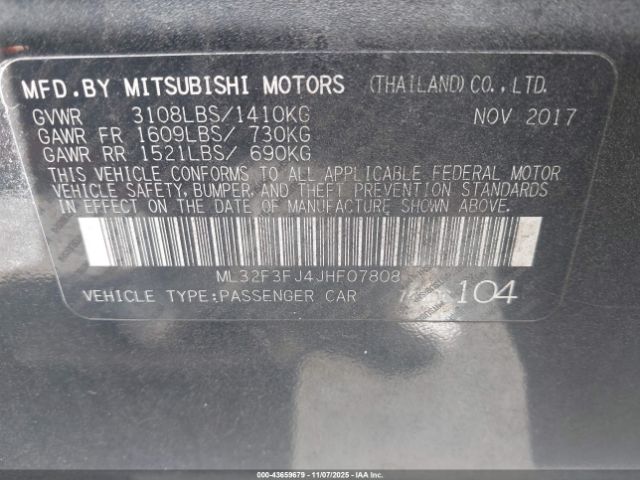 MFD.BY MITSUBISHI MOTORS (THAILAND)CO.,LTD.
GVWR 3108LBS/1410KG NOV 2017
GAWR FR 1609LBS/ 730KG
GAWR RR 1521LBS/ 690KG
THIS VEHICLE CONFORMS TO ALL APPLICABLE FEDERAL MOTOR
VEHICLE SAFETY, BUMPER, AND THEFT PREVENTION STANDARDS
IN EFFECT ON THE DATE OF MANUFACTURE SHOWN ABOVE.
ML32F3FJ4JHF07808
VEHICLE TYPE:PASSENGER CAR 104
000-43659679 - 11/07/2025 - IAAI.COM